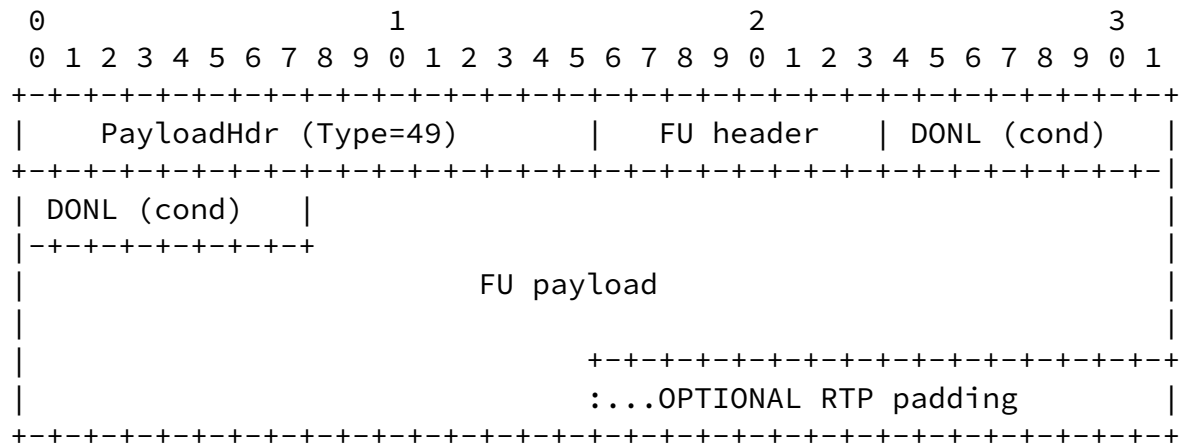 0                   1                   2                   3
 0 1 2 3 4 5 6 7 8 9 0 1 2 3 4 5 6 7 8 9 0 1 2 3 4 5 6 7 8 9 0 1
+-+-+-+-+-+-+-+-+-+-+-+-+-+-+-+-+-+-+-+-+-+-+-+-+-+-+-+-+-+-+-+-+
|    PayloadHdr (Type=49)       |   FU header   | DONL (cond)   |
+-+-+-+-+-+-+-+-+-+-+-+-+-+-+-+-+-+-+-+-+-+-+-+-+-+-+-+-+-+-+-+-|
| DONL (cond)   |                                               |
|-+-+-+-+-+-+-+-+                                               |
|                         FU payload                            |
|                                                               |
|                               +-+-+-+-+-+-+-+-+-+-+-+-+-+-+-+-+
|                               :...OPTIONAL RTP padding        |
+-+-+-+-+-+-+-+-+-+-+-+-+-+-+-+-+-+-+-+-+-+-+-+-+-+-+-+-+-+-+-+-+